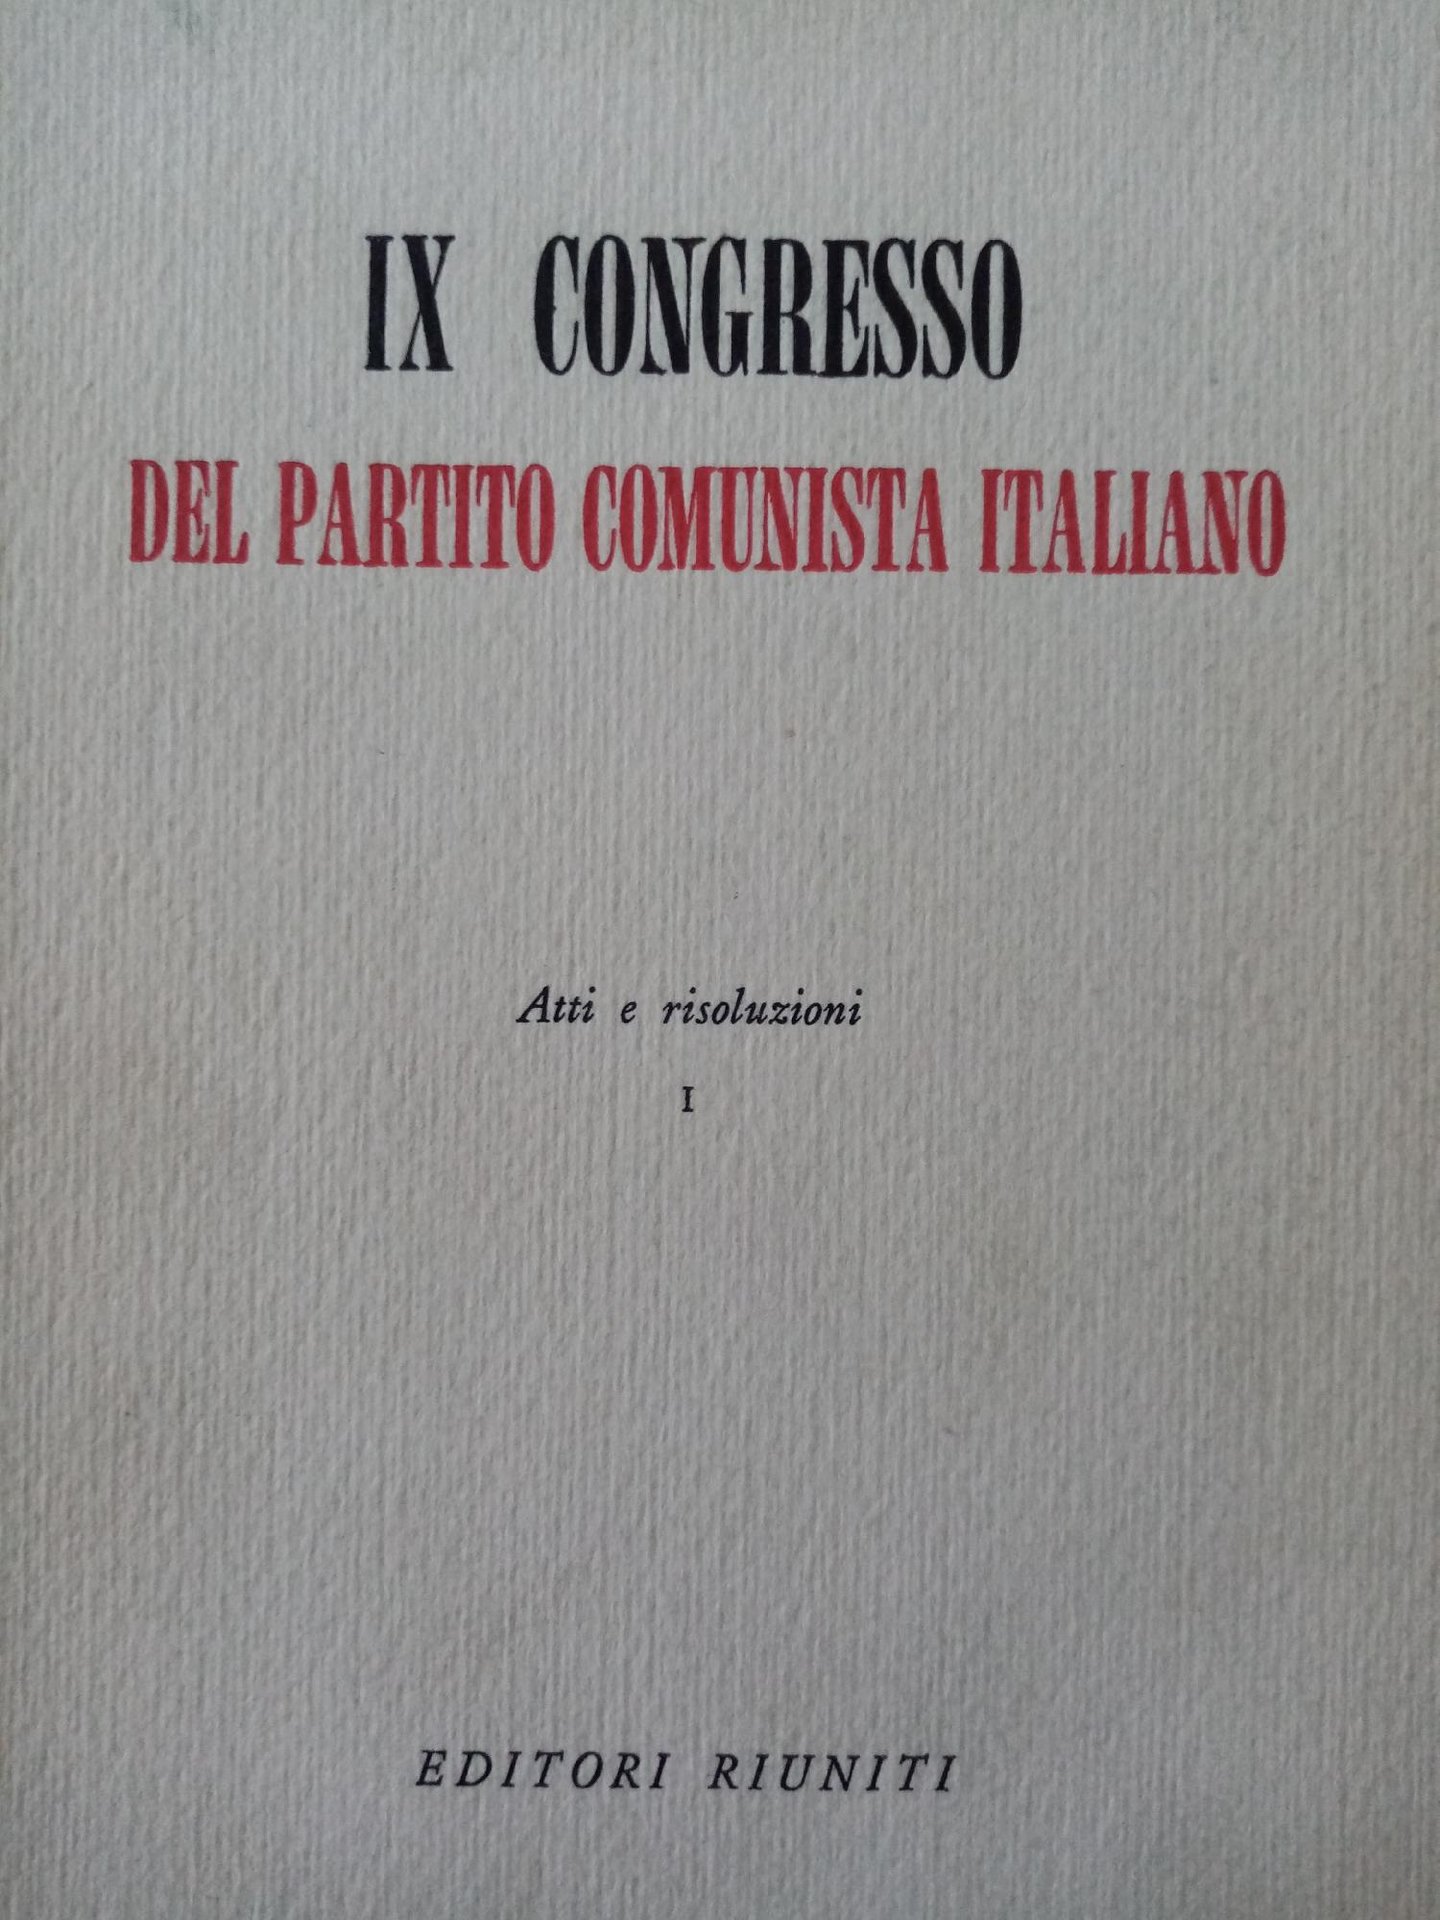 IX CONGRESSO
DEL PARTITO COMUNISTA ITALIANO
Atti e risoluzioni
I
EDITORI RIUNITI